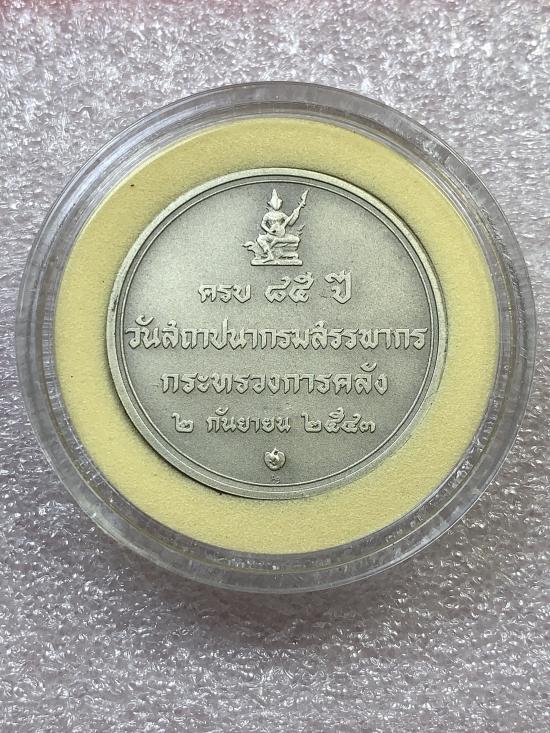 ครบ ๘๕ ปี
วันสถาปนากรมสรรพากร
กระทรวงการคลัง
๒ กันยายน ๒๕๔๓